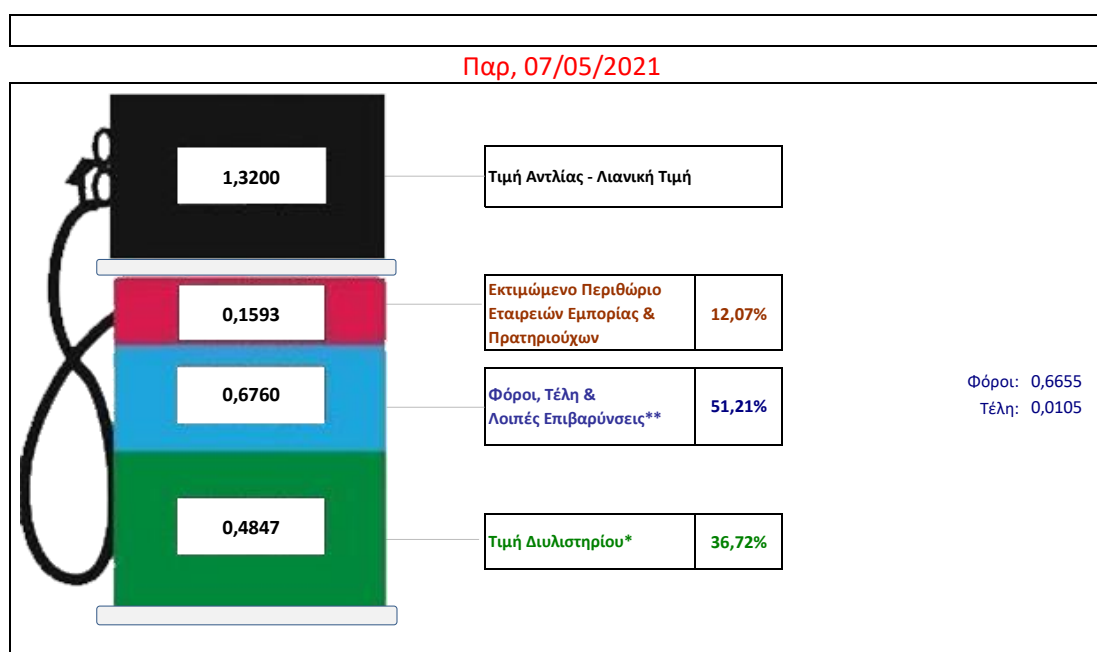 Παρ, 07/05/2021
1,3200
Τιμή Αντλίας - Λιανική Τιμή
0,1593
Εκτιμώμενο Περιθώριο
Εταιρειών Εμπορίας &
Πρατηριούχων
12,07%
0,6760
Φόροι, Τέλη &
Λοιπές Επιβαρύνσεις**
51,21%
Φόροι: 0,6655
Τέλη: 0,0105
0,4847
Τιμή Διυλιστηρίου*
36,72%